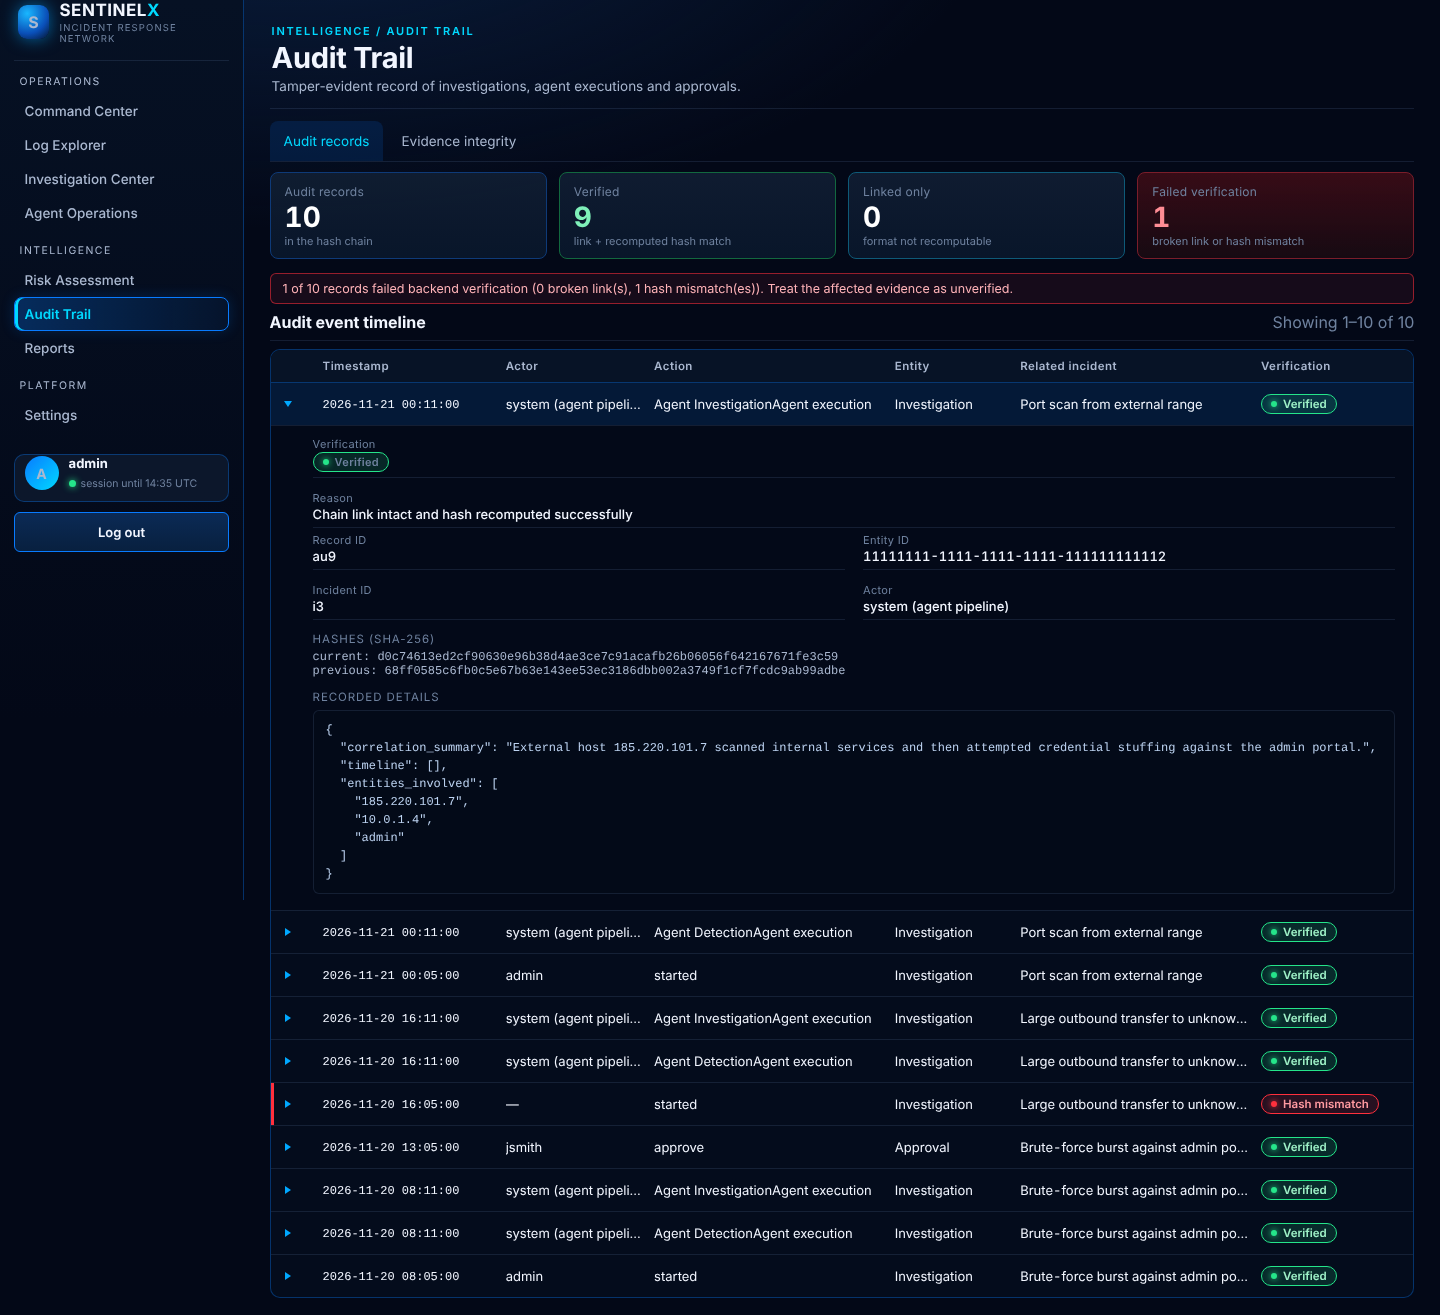 S
SENTINELX
INCIDENT RESPONSE
NETWORK
OPERATIONS
Command Center
Log Explorer
Investigation Center
Agent Operations
INTELLIGENCE
Risk Assessment
Audit Trail
Reports
PLATFORM
Settings
A
admin
session until 14:35 UTC
Log out
INTELLIGENCE / AUDIT TRAIL
Audit Trail
Tamper-evident record of investigations, agent executions and approvals.
Audit records Evidence integrity
Audit records
10
in the hash chain
Verified
9
link + recomputed hash match
Linked only
0
format not recomputable
Failed verification
1
broken link or hash mismatch
1 of 10 records failed backend verification (0 broken link(s), 1 hash mismatch(es)). Treat the affected evidence as unverified.
Audit event timeline Showing 1–10 of 10
Timestamp Actor Action Entity Related incident Verification
2026-11-21 00:11:00 system (agent pipeli... Agent InvestigationAgent execution Investigation Port scan from external range Verified
Verification
Verified
Reason
Chain link intact and hash recomputed successfully
Record ID Entity ID
au9 11111111-1111-1111-1111-111111111112
Incident ID Actor
i3 system (agent pipeline)
HASHES (SHA-256)
current: d0c74613ed2cf90630e96b38d4ae3ce7c91acafb26b06056f642167671fe3c59
previous: 68ff0585c6fb0c5e67b63e143ee53ec3186dbb002a3749f1cf7fcdc9ab99adbe
RECORDED DETAILS
{
"correlation_summary": "External host 185.220.101.7 scanned internal services and then attempted credential stuffing against the admin portal.",
"timeline": [],
"entities_involved": [
"185.220.101.7",
"10.0.1.4",
"admin"
]
}
2026-11-21 00:11:00 system (agent pipeli... Agent DetectionAgent execution Investigation Port scan from external range Verified
2026-11-21 00:05:00 admin started Investigation Port scan from external range Verified
2026-11-20 16:11:00 system (agent pipeli... Agent InvestigationAgent execution Investigation Large outbound transfer to unknow... Verified
2026-11-20 16:11:00 system (agent pipeli... Agent DetectionAgent execution Investigation Large outbound transfer to unknow... Verified
2026-11-20 16:05:00 — started Investigation Large outbound transfer to unknow... Hash mismatch
2026-11-20 13:05:00 jsmith approve Approval Brute-force burst against admin po... Verified
2026-11-20 08:11:00 system (agent pipeli... Agent InvestigationAgent execution Investigation Brute-force burst against admin po... Verified
2026-11-20 08:11:00 system (agent pipeli... Agent DetectionAgent execution Investigation Brute-force burst against admin po... Verified
2026-11-20 08:05:00 admin started Investigation Brute-force burst against admin po... Verified